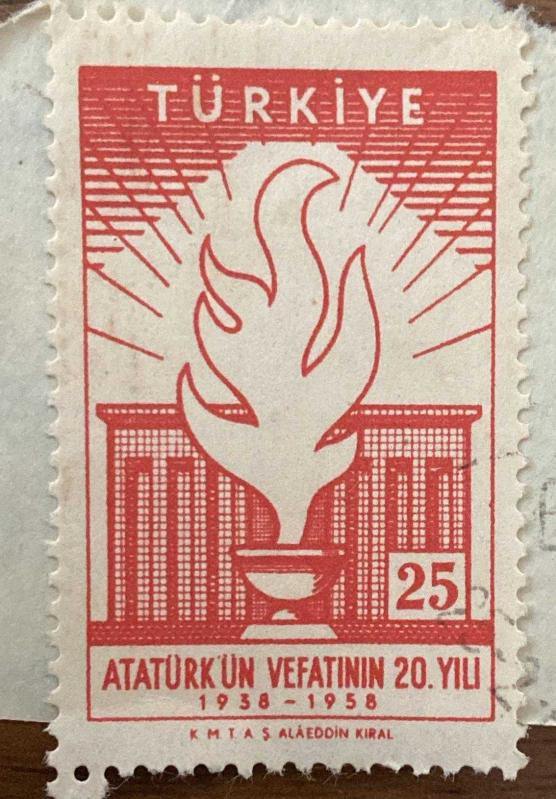 TÜRKİYE
25
ATATÜRK'ÜN VEFATININ 20. YILI
1938 - 1958
K. M. T. A. Ş. ALÂEDDİN KIRAL